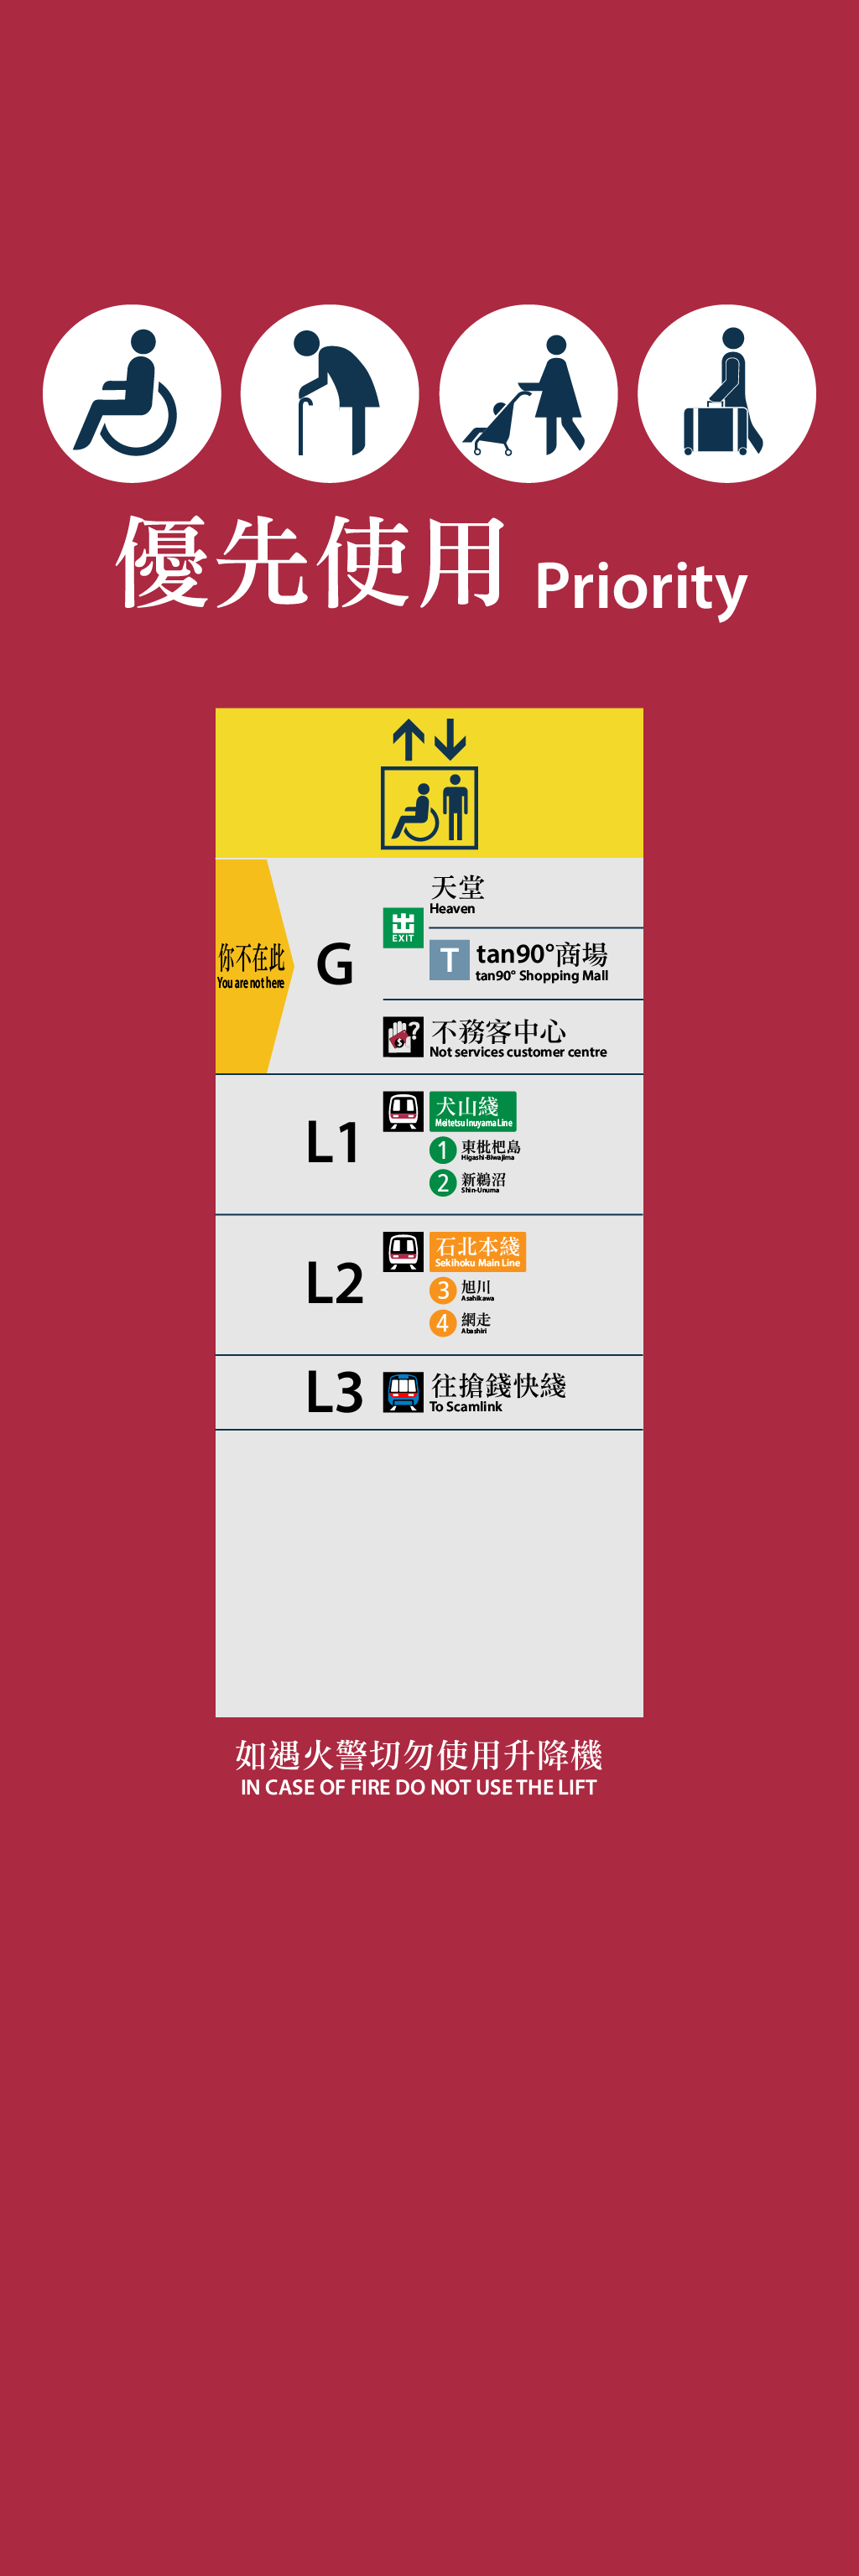 優先使用 Priority
你不在此
You are not here
G
出
EXIT
天堂
Heaven
T
tan90°商場
tan90° Shopping Mall
?
$
不務客中心
Not services customer centre
L1
犬山綫
Meitetsu Inuyama Line
1 東枇杷島
Higashi-Biwajima
2 新鵜沼
Shin-Unuma
L2
石北本綫
Sekihoku Main Line
3 旭川
Asahikawa
4 網走
Abashiri
L3
往搶錢快綫
To Scamlink
如遇火警切勿使用升降機
IN CASE OF FIRE DO NOT USE THE LIFT